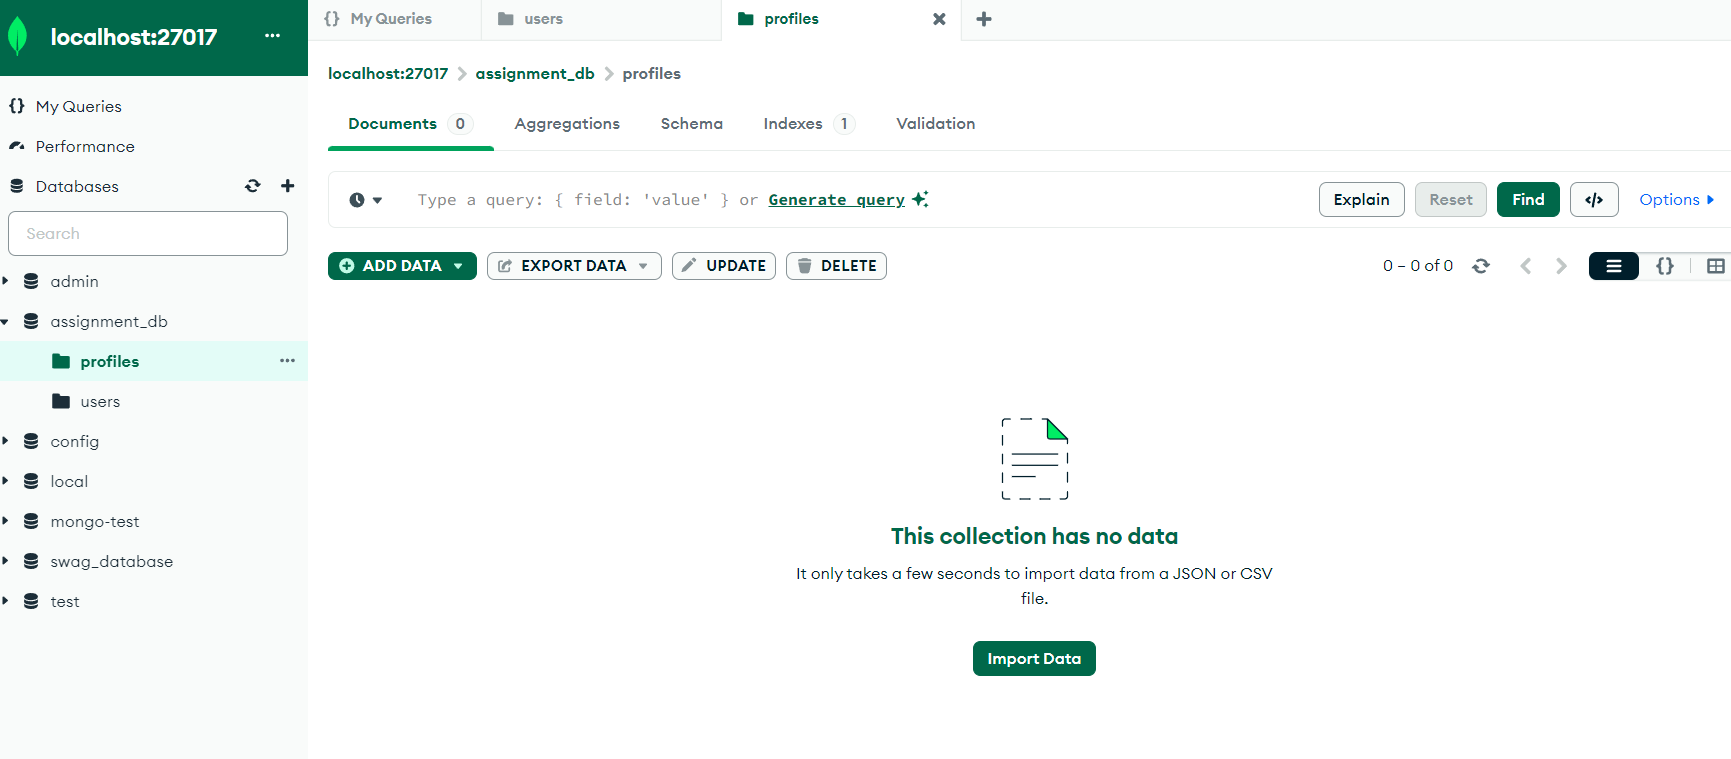 localhost:27017
My Queries
Performance
Databases
Search
admin
assignment_db
profiles
users
config
local
mongo-test
swag_database
test
{} My Queries
users
profiles
localhost:27017 > assignment_db > profiles
Documents 0 Aggregations Schema Indexes 1 Validation
Type a query: { field: 'value' } or Generate query
Explain Reset Find </> Options
ADD DATA EXPORT DATA UPDATE DELETE
0 – 0 of 0
{}
This collection has no data
It only takes a few seconds to import data from a JSON or CSV
file.
Import Data